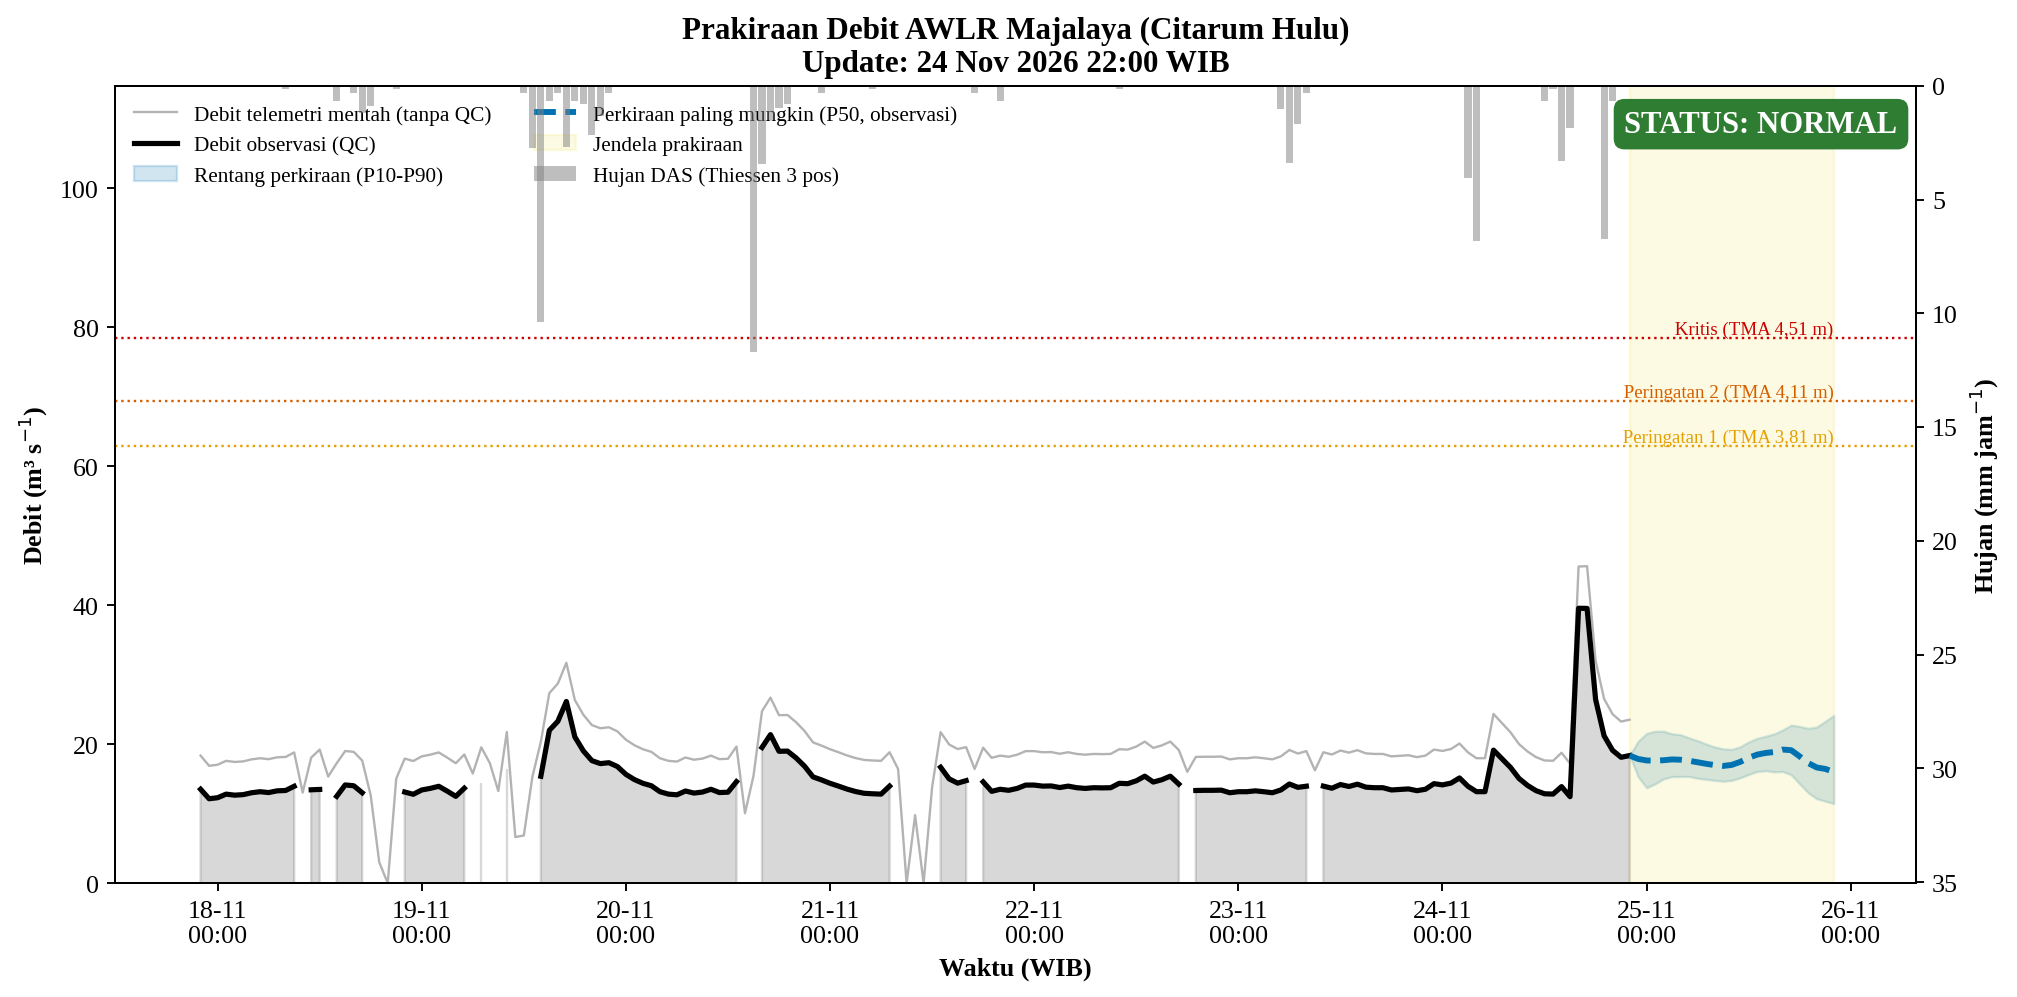 Prakiraan Debit AWLR Majalaya (Citarum Hulu)
Update: 24 Nov 2026 22:00 WIB
Debit telemetri mentah (tanpa QC)
Debit observasi (QC)
Rentang perkiraan (P10-P90)
Perkiraan paling mungkin (P50, observasi)
Jendela prakiraan
Hujan DAS (Thiessen 3 pos)
STATUS: NORMAL
Kritis (TMA 4,51 m)
Peringatan 2 (TMA 4,11 m)
Peringatan 1 (TMA 3,81 m)
Debit (m³ s⁻¹)
100
80
60
40
20
0
Hujan (mm jam⁻¹)
0
5
10
15
20
25
30
35
18-11 19-11 20-11 21-11 22-11 23-11 24-11 25-11 26-11
00:00 00:00 00:00 00:00 00:00 00:00 00:00 00:00 00:00
Waktu (WIB)